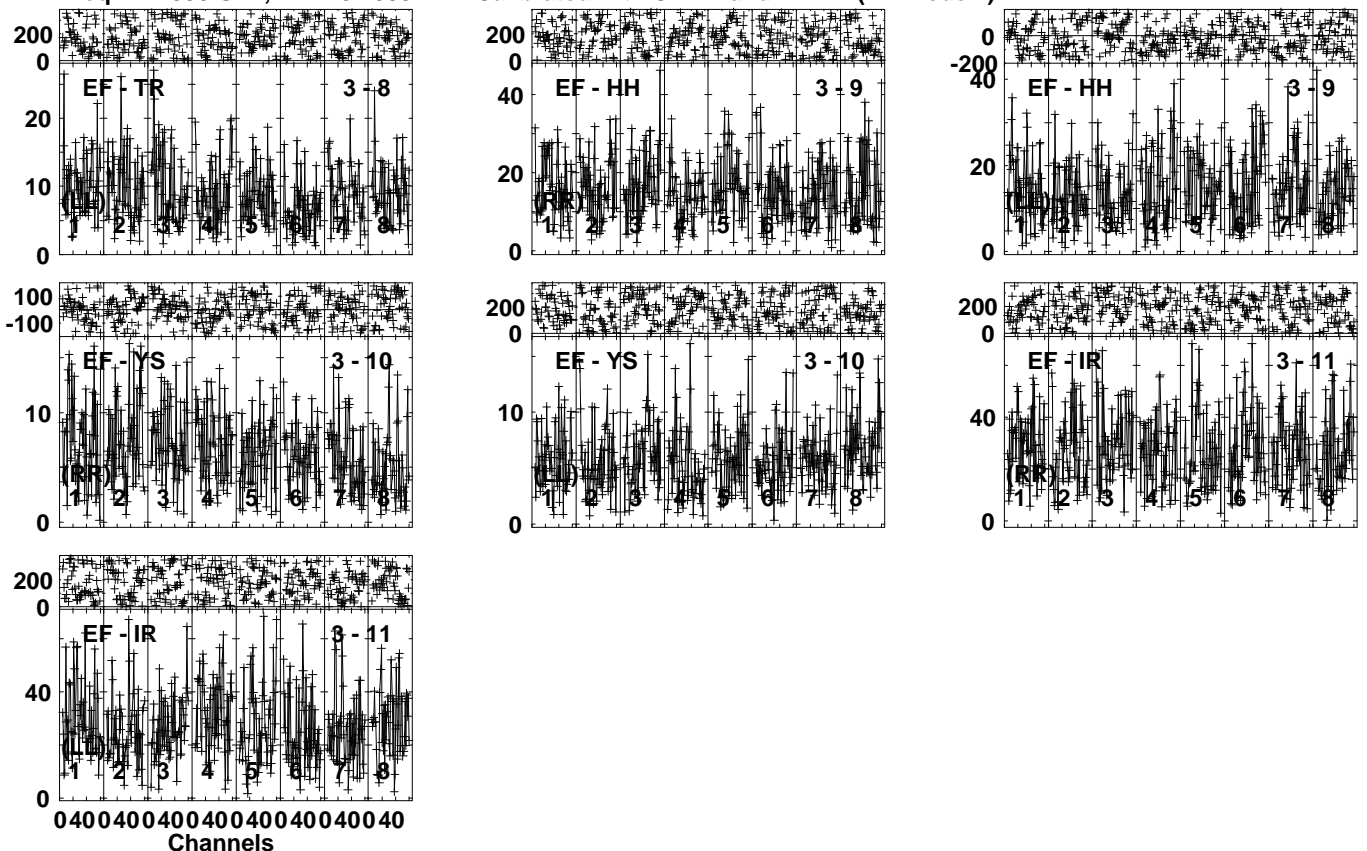 200 200 0
0 0 -200
EF - TR 3 - 8 EF - HH 3 - 9 40 EF - HH 3 - 9
20 40
10 20 20
(LL) (RR) (LL)
1 2 3 4 5 6 7 8 1 2 3 4 5 6 7 8 1 2 3 4 5 6 7 8
0 0 0
100 200 200
-100 0 0
EF - YS 3 - 10 EF - YS 3 - 10 EF - IR 3 - 11
10 10 40
(RR) (LL) (RR)
1 2 3 4 5 6 7 8 1 2 3 4 5 6 7 8 1 2 3 4 5 6 7 8
0 0 0
200
0
EF - IR 3 - 11
40
(LL)
1 2 3 4 5 6 7 8
0
0 40 0 40 0 40 0 40 0 40 0 40 0 40 0 40
Channels